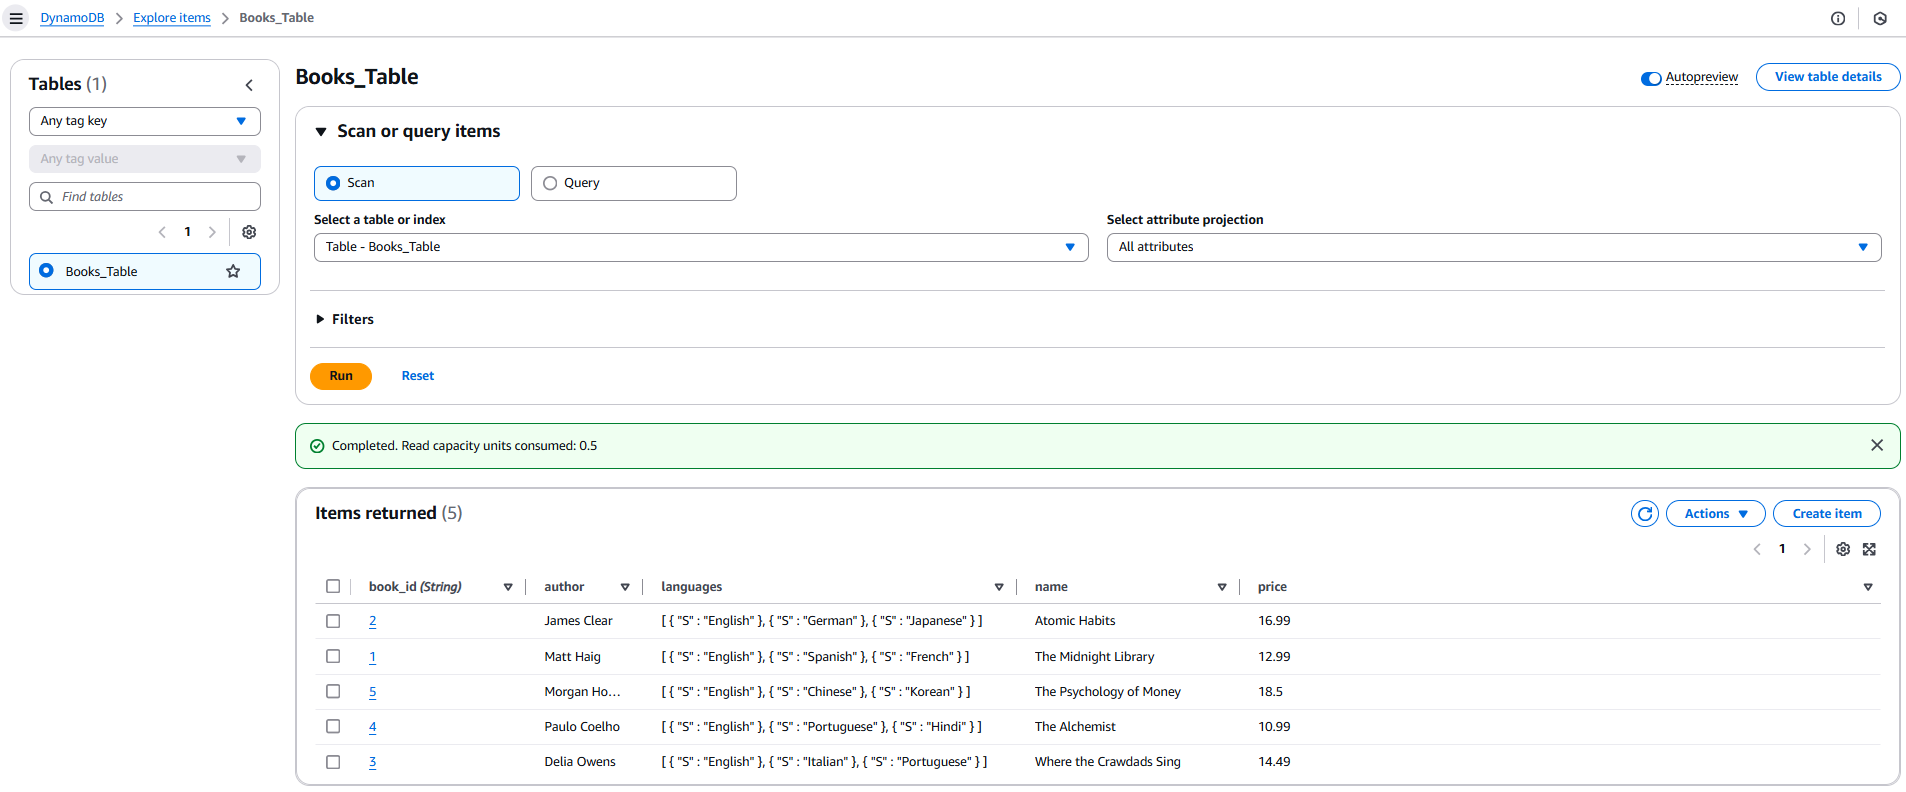 DynamoDB > Explore items > Books_Table
Tables (1)
Any tag key
Any tag value
Find tables
1
Books_Table
Books_Table
Autopreview
View table details
Scan or query items
Scan
Query
Select a table or index
Select attribute projection
Table - Books_Table
All attributes
Filters
Run
Reset
Completed. Read capacity units consumed: 0.5
Items returned (5)
Actions
Create item
1
book_id (String) author languages name price
2 James Clear [ { "S" : "English" }, { "S" : "German" }, { "S" : "Japanese" } ] Atomic Habits 16.99
1 Matt Haig [ { "S" : "English" }, { "S" : "Spanish" }, { "S" : "French" } ] The Midnight Library 12.99
5 Morgan Ho... [ { "S" : "English" }, { "S" : "Chinese" }, { "S" : "Korean" } ] The Psychology of Money 18.5
4 Paulo Coelho [ { "S" : "English" }, { "S" : "Portuguese" }, { "S" : "Hindi" } ] The Alchemist 10.99
3 Delia Owens [ { "S" : "English" }, { "S" : "Italian" }, { "S" : "Portuguese" } ] Where the Crawdads Sing 14.49